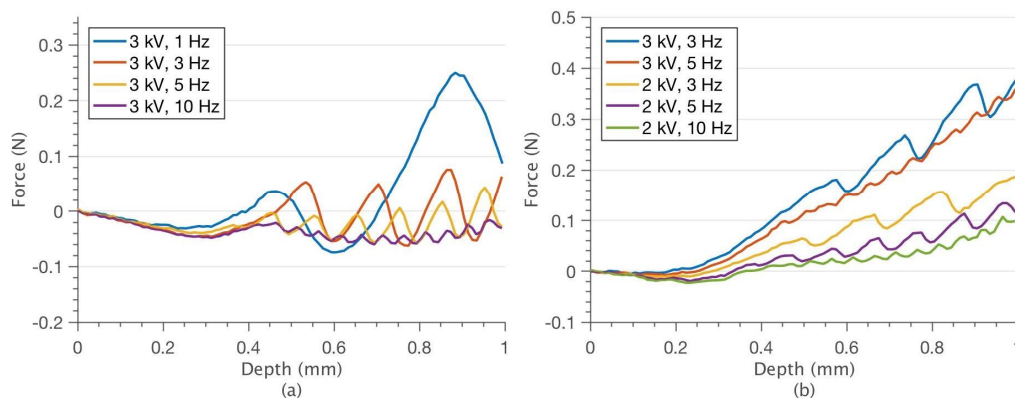 3 kV, 1 Hz
3 kV, 3 Hz
3 kV, 5 Hz
3 kV, 10 Hz
0.3
0.2
0.1
0
-0.1
-0.2
Force (N)
0
0.2
0.4
0.6
0.8
1
Depth (mm)
(a)
3 kV, 3 Hz
3 kV, 5 Hz
2 kV, 3 Hz
2 kV, 5 Hz
2 kV, 10 Hz
0.5
0.4
0.3
0.2
0.1
0
-0.1
Force (N)
0
0.2
0.4
0.6
0.8
Depth (mm)
(b)